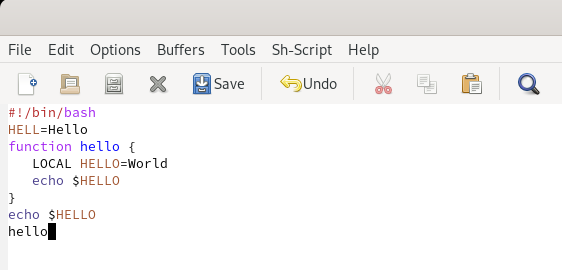 File Edit Options Buffers Tools Sh-Script Help
Save Undo
#!/bin/bash
HELL=Hello
function hello {
   LOCAL HELLO=World
   echo $HELLO
}
echo $HELLO
hello